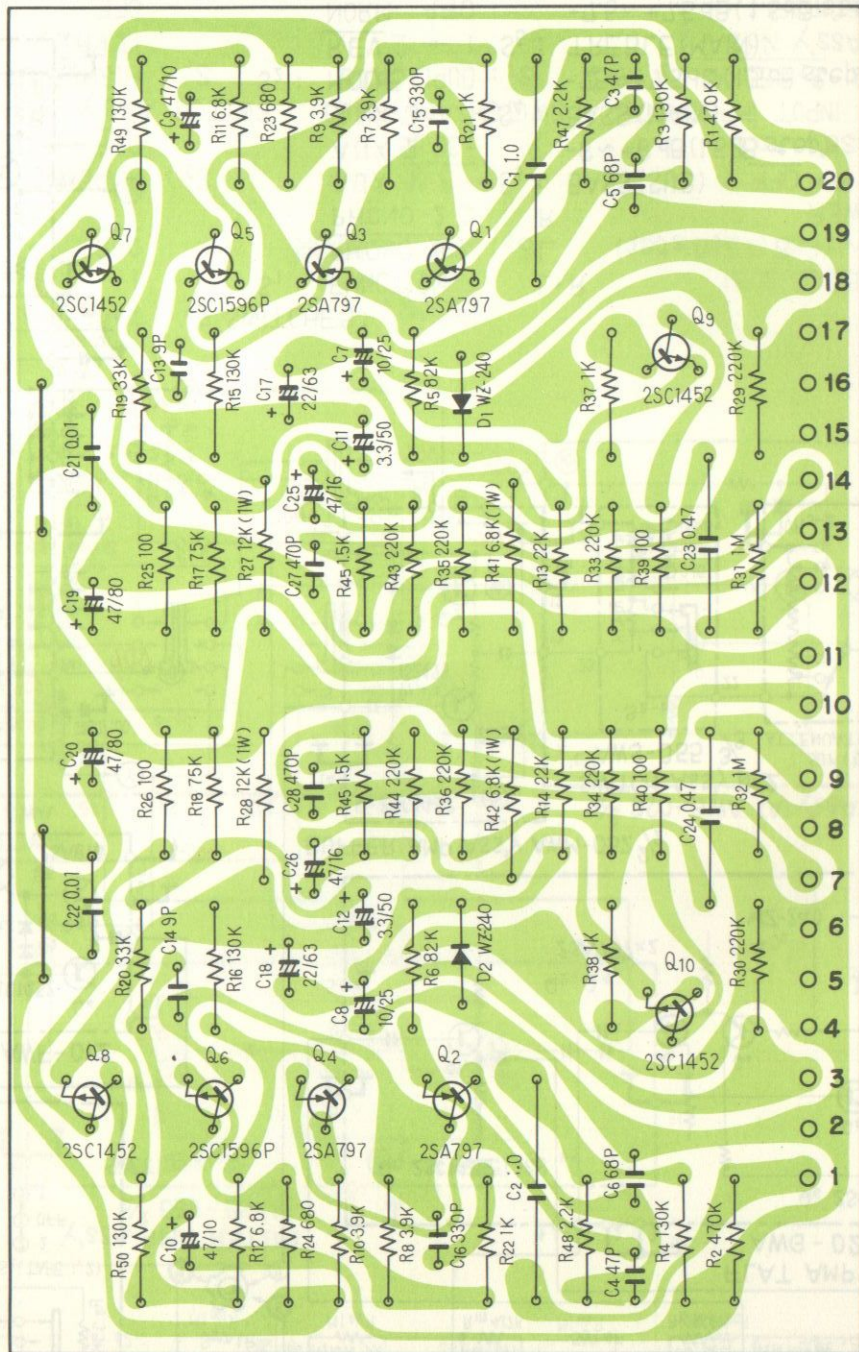 R49 130K
C9 47/10
+
R11 6.8K
R23 680
R9 3.9K
R7 3.9K
C15 330P
R21 1K
C1 1.0
R47 2.2K
C3 47P
C5 68P
R3 130K
R1 470K
20
19
18
Q7
2SC1452
Q5
2SC1596P
Q3
2SA797
Q1
2SA797
Q9
2SC1452
17
16
15
R19 33K
C13 9P
R15 130K
C17
22/63
+
C7
10/25
+
C11
3.3/50
+
R5 82K
D1 WZ-240
R37 1K
R29 220K
C21 0.01
14
13
12
C19
47/80
+
R25 100
R17 75K
R27 12K(1W)
C25 +
47/16
C27 470P
R45 1.5K
R43 220K
R35 220K
R41 6.8K(1W)
R13 22K
R33 220K
R39 100
C23 0.47
R31 1M
11
10
C20
47/80
+
R26 100
R18 75K
R28 12K(1W)
C28 470P
C26
47/16
+
R45 1.5K
R44 220K
R36 220K
R42 6.8K(1W)
R14 22K
R34 220K
R40 100
C24 0.47
R32 1M
9
8
7
C22 0.01
R20 33K
C14 9P
R16 130K
C18 +
22/63
C12 +
3.3/50
C8 +
10/25
R6 82K
D2 WZ240
R38 1K
Q10
2SC1452
R30 220K
6
5
4
Q8
2SC1452
Q6
2SC1596P
Q4
2SA797
Q2
2SA797
3
2
1
R50 130K
C10 +
47/10
R12 6.8K
R24 680
R10 3.9K
R8 3.9K
C16 330P
R22 1K
C2
R48 2.2K
C6 68P
C4 47P
R4 130K
R2 470K